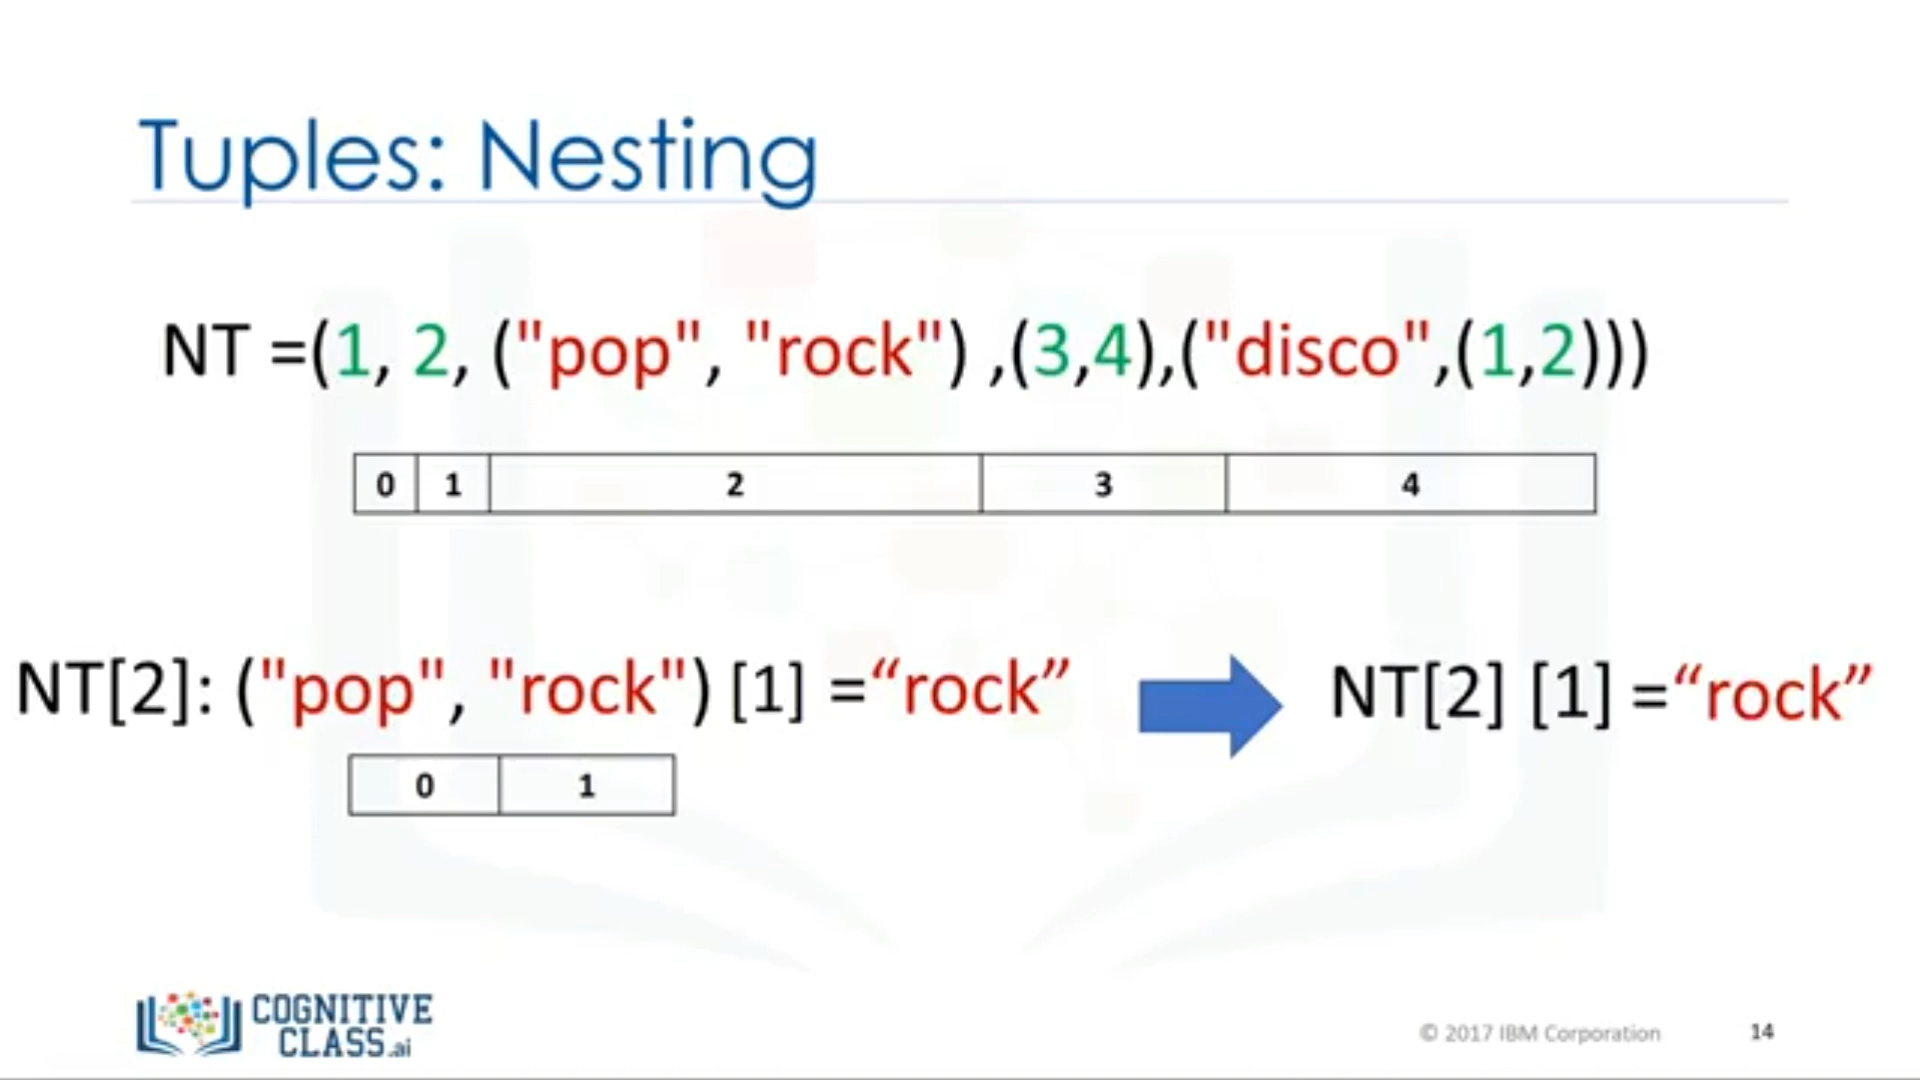 Tuples: Nesting
NT =(1, 2, ("pop", "rock") ,(3,4),("disco",(1,2)))
0 1 2 3 4
NT[2]: ("pop", "rock") [1] =“rock” NT[2] [1] =“rock”
0 1
COGNITIVE
CLASS.ai
© 2017 IBM Corporation 14